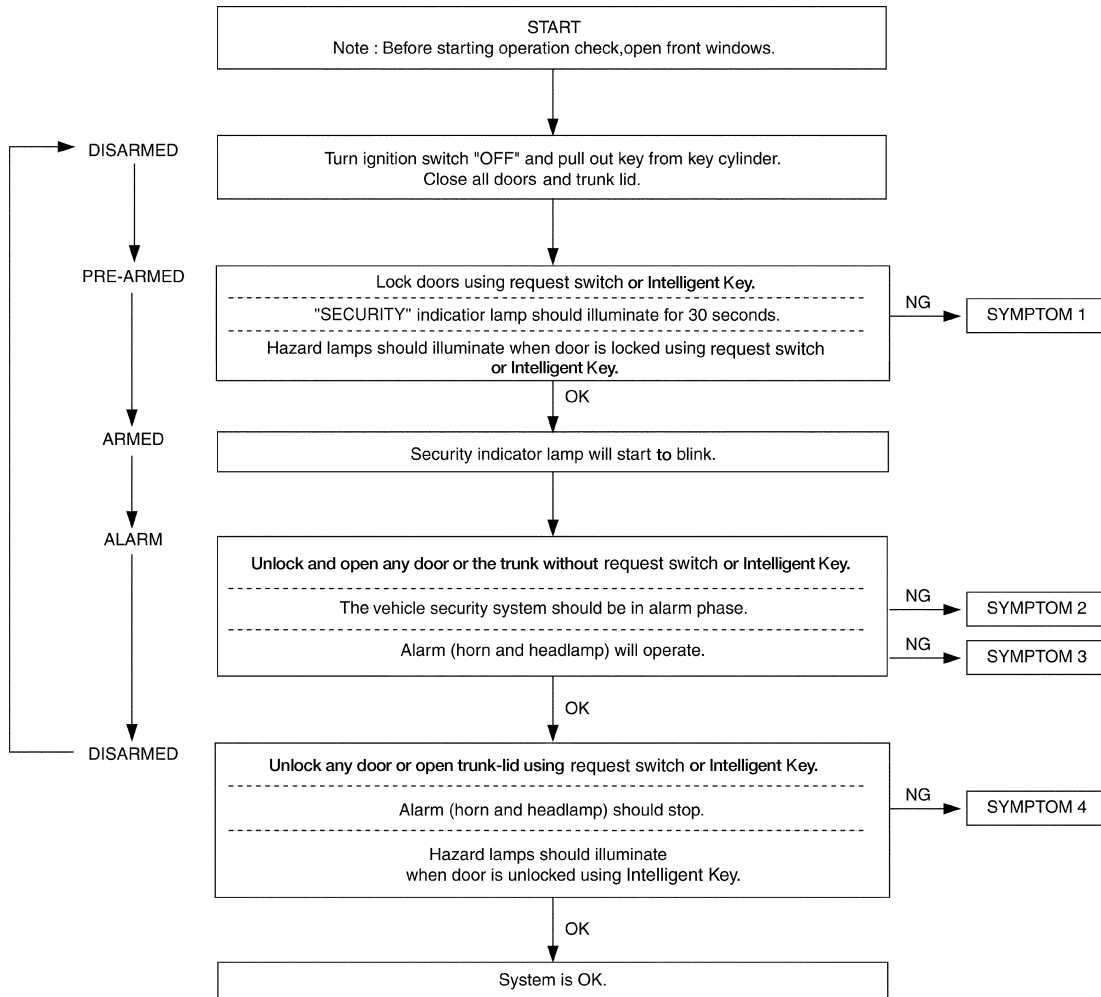 START
Note : Before starting operation check,open front windows.
DISARMED
Turn ignition switch "OFF" and pull out key from key cylinder.
Close all doors and trunk lid.
PRE-ARMED
Lock doors using request switch or Intelligent Key.
"SECURITY" indicatior lamp should illuminate for 30 seconds.
Hazard lamps should illuminate when door is locked using request switch
or Intelligent Key.
NG
SYMPTOM 1
OK
ARMED
Security indicator lamp will start to blink.
ALARM
Unlock and open any door or the trunk without request switch or Intelligent Key.
The vehicle security system should be in alarm phase.
NG
SYMPTOM 2
Alarm (horn and headlamp) will operate.
NG
SYMPTOM 3
OK
DISARMED
Unlock any door or open trunk-lid using request switch or Intelligent Key.
Alarm (horn and headlamp) should stop.
NG
SYMPTOM 4
Hazard lamps should illuminate
when door is unlocked using Intelligent Key.
OK
System is OK.